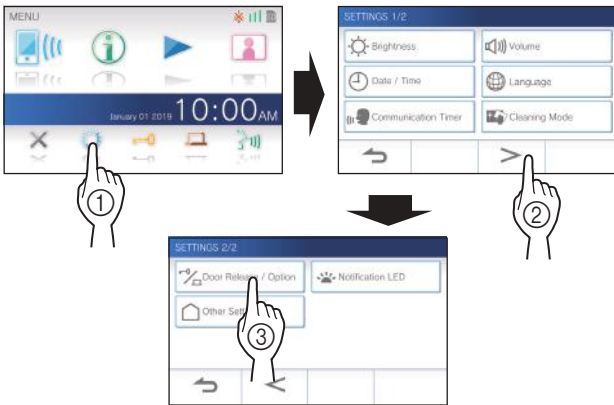 MENU
January 01 2019 10:00AM
①
SETTINGS 1/2
Brightness
Volume
Date / Time
Language
Communication Timer
Cleaning Mode
>
②
SETTINGS 2/2
Door Release / Option
Notification LED
Other Set
<
③